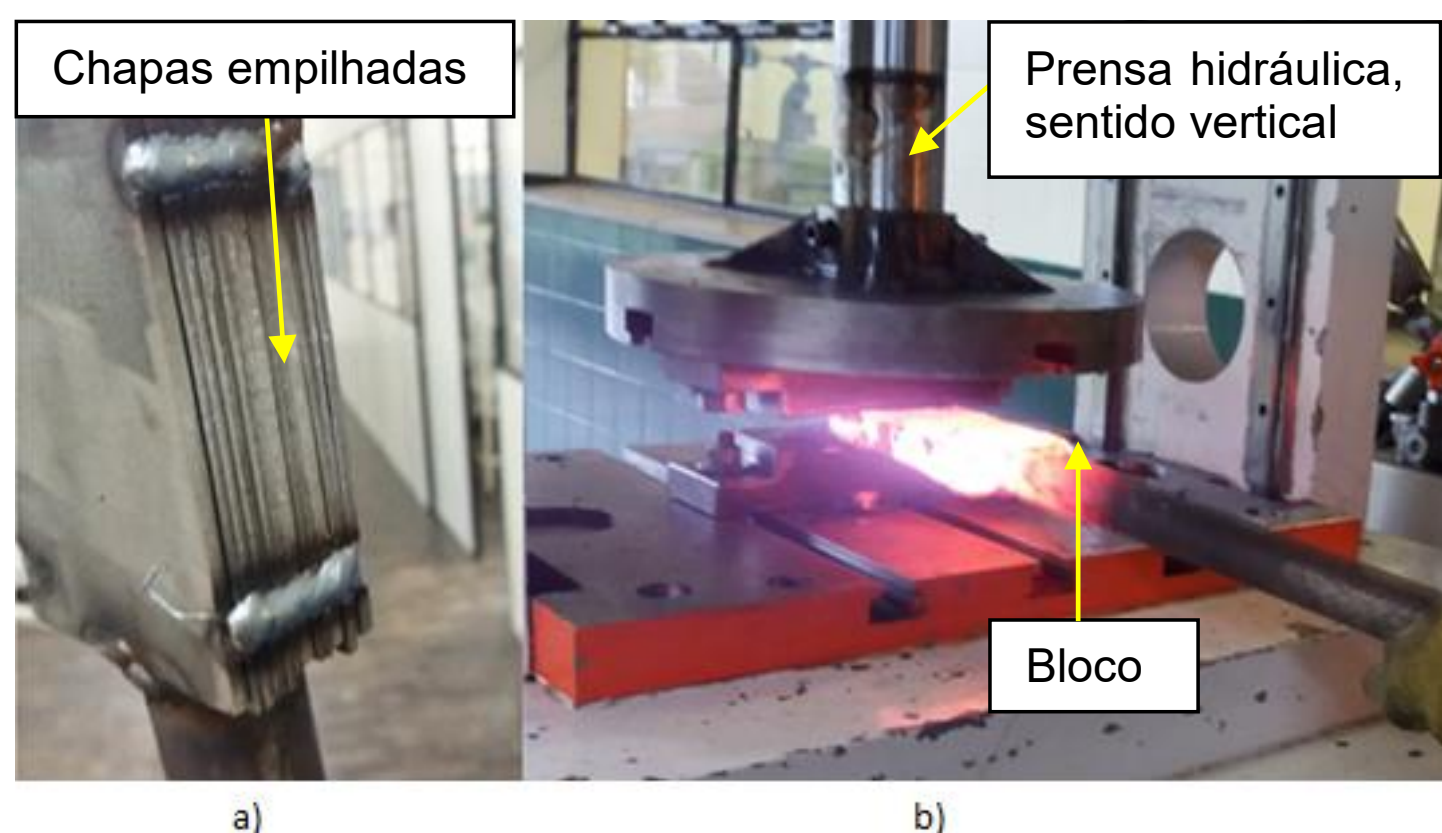 Chapas empilhadas
Prensa hidráulica,
sentido vertical
Bloco
a)
b)